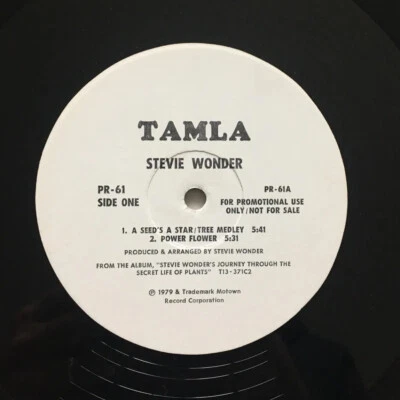 TAMLA
STEVIE WONDER
PR-61
SIDE ONE
PR-61A
FOR PROMOTIONAL USE
ONLY/NOT FOR SALE
1. A SEED'S A STAR/TREE MEDLEY 5:41
2. POWER FLOWER 5:31
PRODUCED & ARRANGED BY STEVIE WONDER
FROM THE ALBUM, "STEVIE WONDER'S JOURNEY THROUGH THE
SECRET LIFE OF PLANTS" T13-371C2
℗ 1979 & Trademark Motown
Record Corporation